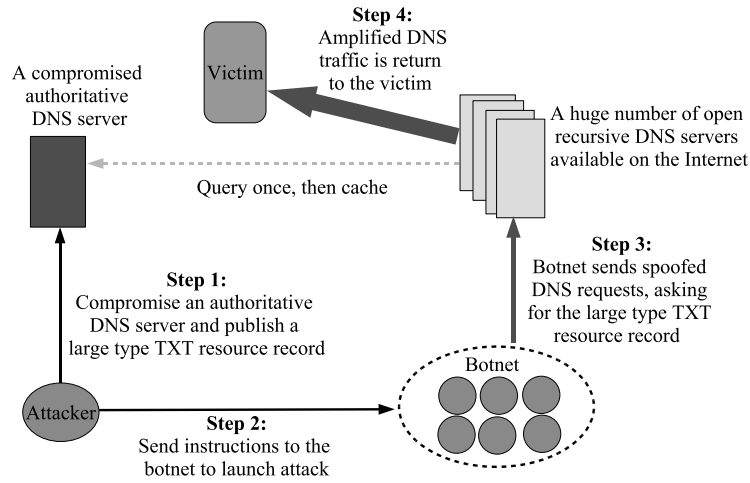 Step 4:
Amplified DNS
traffic is return
to the victim
Victim
A compromised
authoritative
DNS server
A huge number of open
recursive DNS servers
available on the Internet
Query once, then cache
Step 1:
Compromise an authoritative
DNS server and publish a
large type TXT resource record
Step 3:
Botnet sends spoofed
DNS requests, asking
for the large type TXT
resource record
Botnet
Attacker
Step 2:
Send instructions to the
botnet to launch attack